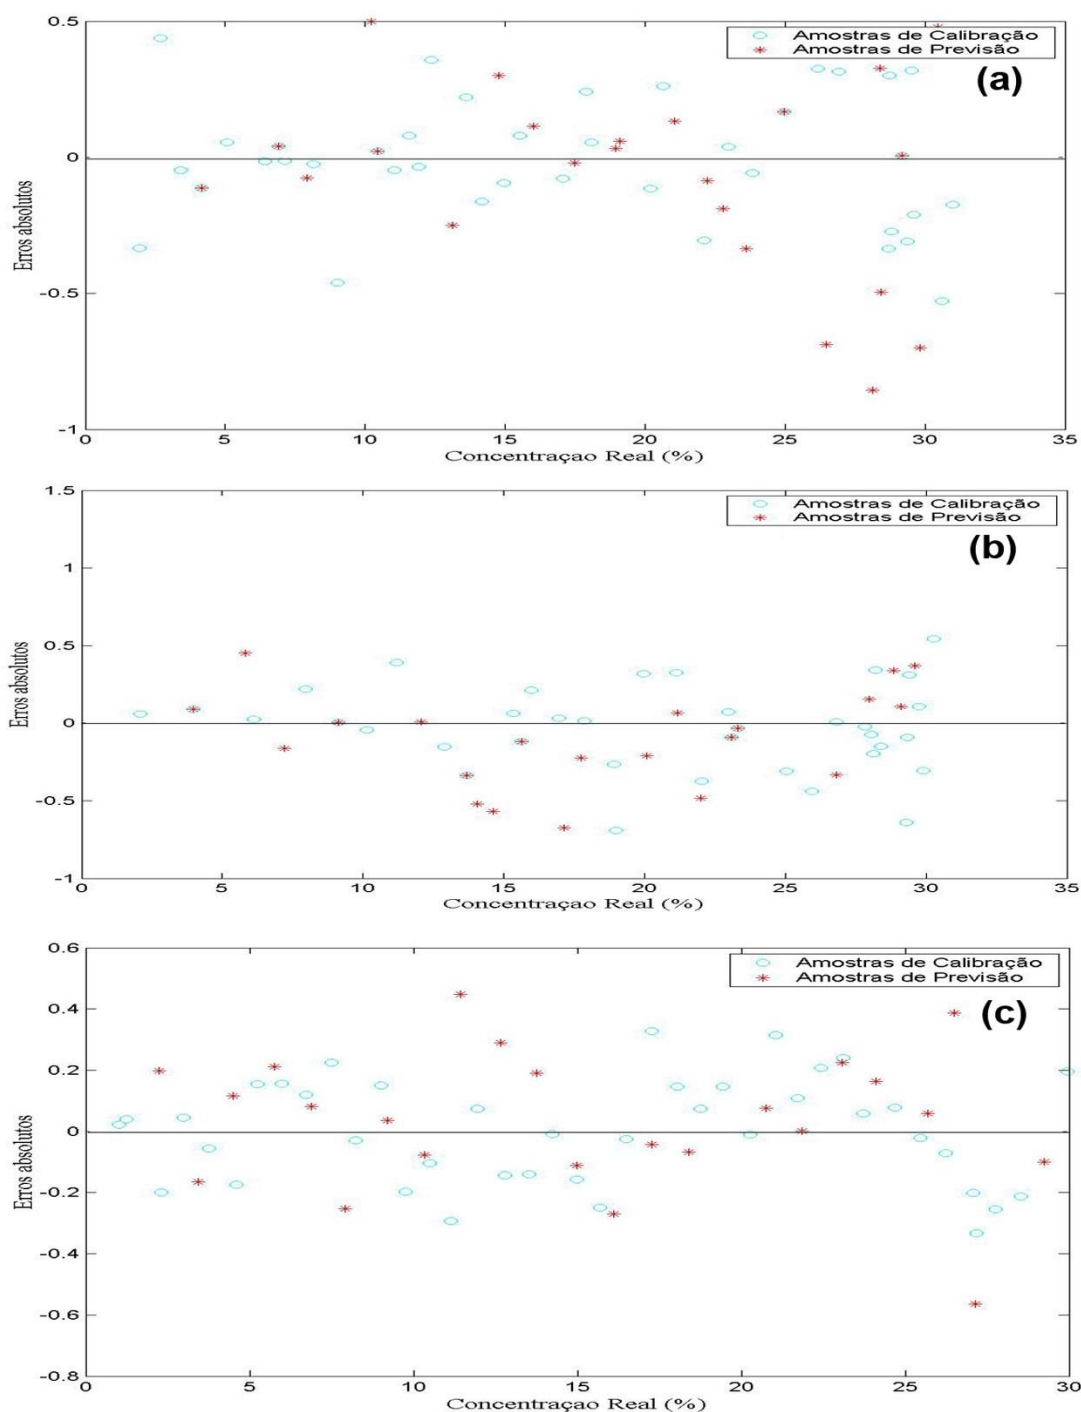 0.5
Amostras de Calibração
Amostras de Previsão
(a)
0
-0.5
-1
Erros absolutos
0 5 10 15 20 25 30 35
Concentraçao Real (%)
1.5
Amostras de Calibração
Amostras de Previsão
(b)
1
0.5
0
-0.5
-1
Erros absolutos
0 5 10 15 20 25 30 35
Concentraçao Real (%)
0.6
Amostras de Calibração
Amostras de Previsão
(c)
0.4
0.2
0
-0.2
-0.4
-0.6
-0.8
Erros absolutos
0 5 10 15 20 25 30
Concentraçao Real (%)